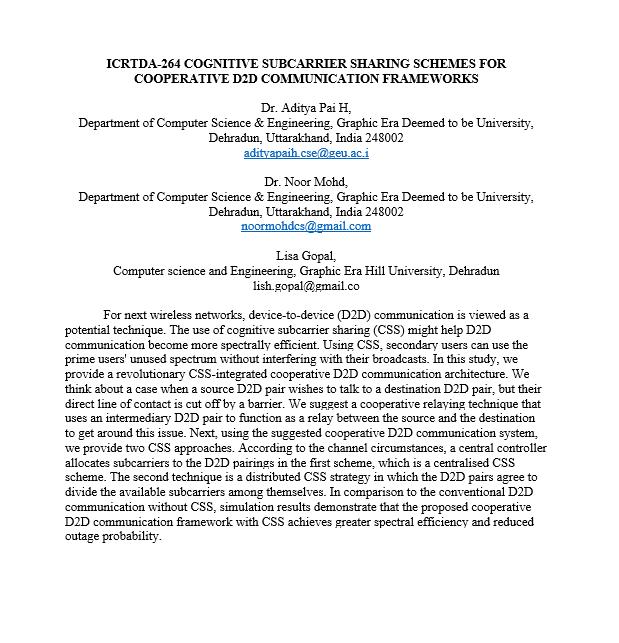 ICRTDA-264 COGNITIVE SUBCARRIER SHARING SCHEMES FOR
COOPERATIVE D2D COMMUNICATION FRAMEWORKS
Dr. Aditya Pai H,
Department of Computer Science & Engineering, Graphic Era Deemed to be University,
Dehradun, Uttarakhand, India 248002
adityapaih.cse@geu.ac.i
Dr. Noor Mohd,
Department of Computer Science & Engineering, Graphic Era Deemed to be University,
Dehradun, Uttarakhand, India 248002
noormohdcs@gmail.com
Lisa Gopal,
Computer science and Engineering, Graphic Era Hill University, Dehradun
lish.gopal@gmail.co
For next wireless networks, device-to-device (D2D) communication is viewed as a
potential technique. The use of cognitive subcarrier sharing (CSS) might help D2D
communication become more spectrally efficient. Using CSS, secondary users can use the
prime users' unused spectrum without interfering with their broadcasts. In this study, we
provide a revolutionary CSS-integrated cooperative D2D communication architecture. We
think about a case when a source D2D pair wishes to talk to a destination D2D pair, but their
direct line of contact is cut off by a barrier. We suggest a cooperative relaying technique that
uses an intermediary D2D pair to function as a relay between the source and the destination
to get around this issue. Next, using the suggested cooperative D2D communication system,
we provide two CSS approaches. According to the channel circumstances, a central controller
allocates subcarriers to the D2D pairings in the first scheme, which is a centralised CSS
scheme. The second technique is a distributed CSS strategy in which the D2D pairs agree to
divide the available subcarriers among themselves. In comparison to the conventional D2D
communication without CSS, simulation results demonstrate that the proposed cooperative
D2D communication framework with CSS achieves greater spectral efficiency and reduced
outage probability.